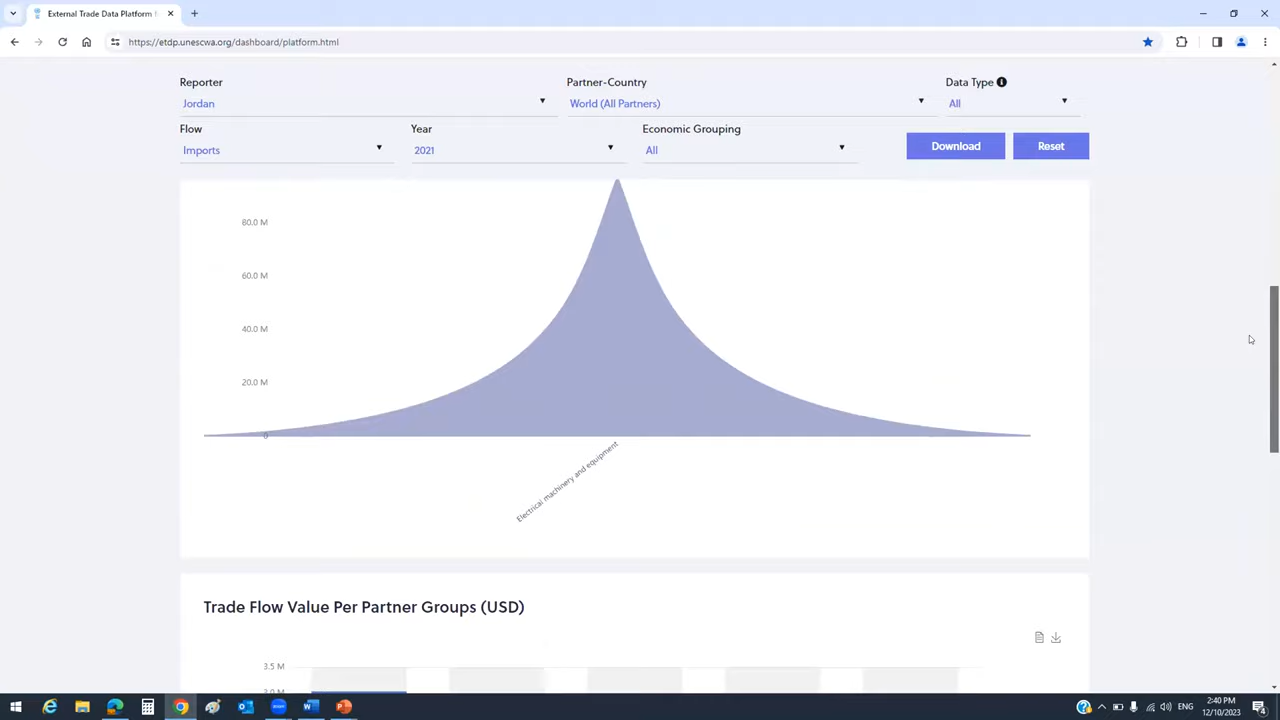 External Trade Data Platform
https://etdp.unescwa.org/dashboard/platform.html
Reporter
Partner-Country
Data Type
Jordan
World (All Partners)
All
Flow
Year
Economic Grouping
Imports
2021
All
Download
Reset
80.0 M
60.0 M
40.0 M
20.0 M
0
Electrical machinery and equipment
Trade Flow Value Per Partner Groups (USD)
3.5 M
3.0 M
ENG
2:40 PM
12/10/2023